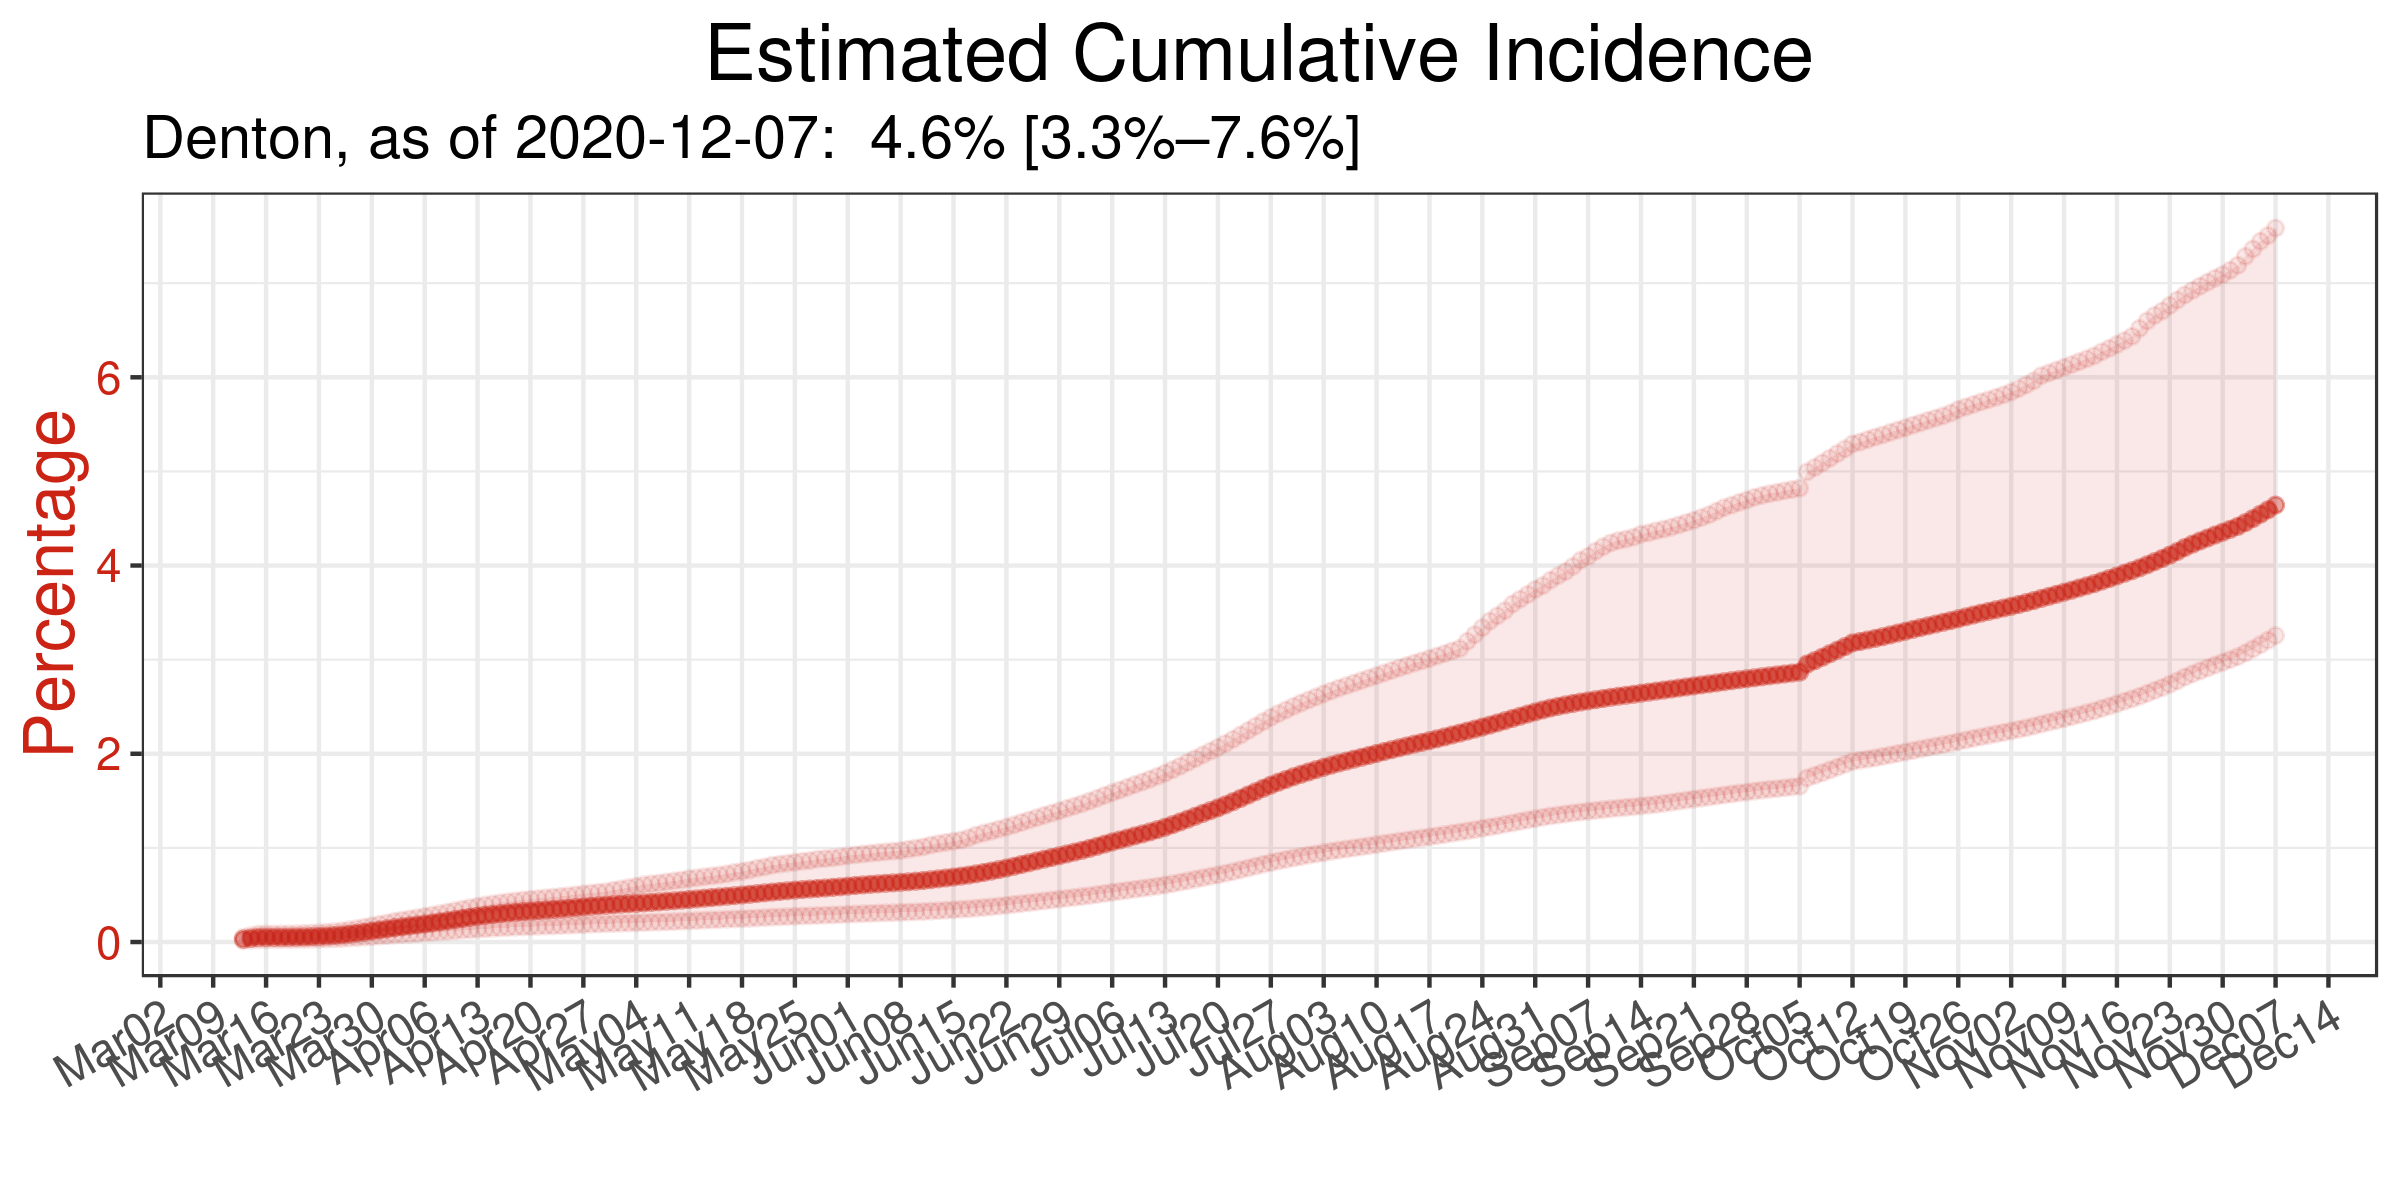 Estimated Cumulative Incidence
Denton, as of 2020-12-07: 4.6% [3.3%–7.6%]
Percentage
6
4
2
0
Mar02
Mar09
Mar16
Mar23
Mar30
Apr06
Apr13
Apr20
Apr27
May04
May11
May18
May25
Jun01
Jun08
Jun15
Jun22
Jun29
Jul06
Jul13
Jul20
Jul27
Aug03
Aug10
Aug17
Aug24
Aug31
Sep07
Sep14
Sep21
Sep28
Oct05
Oct12
Oct19
Oct26
Nov02
Nov09
Nov16
Nov23
Nov30
Dec07
Dec14